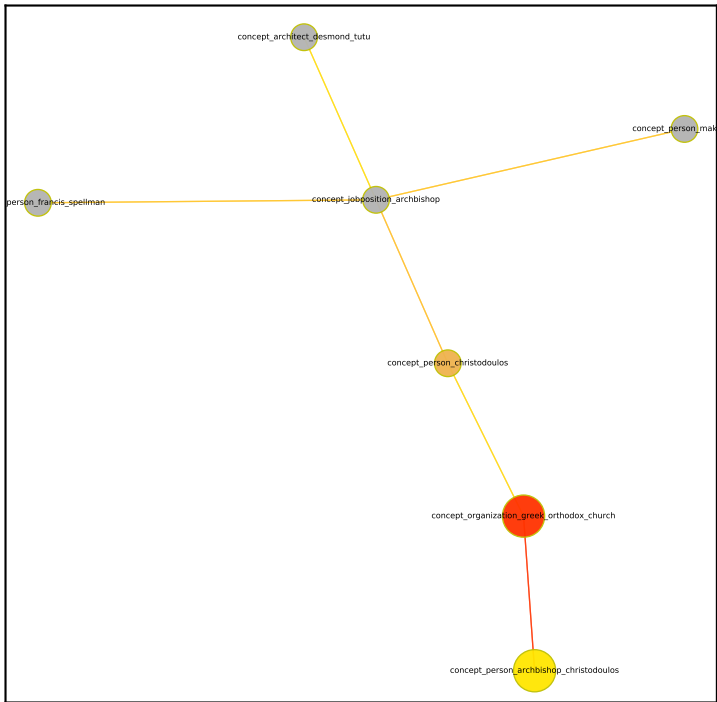 concept_architect_desmond_tutu
concept_person_mak
person_francis_spellman
concept_jobposition_archbishop
concept_person_christodoulos
concept_organization_greek_orthodox_church
concept_person_archbishop_christodoulos